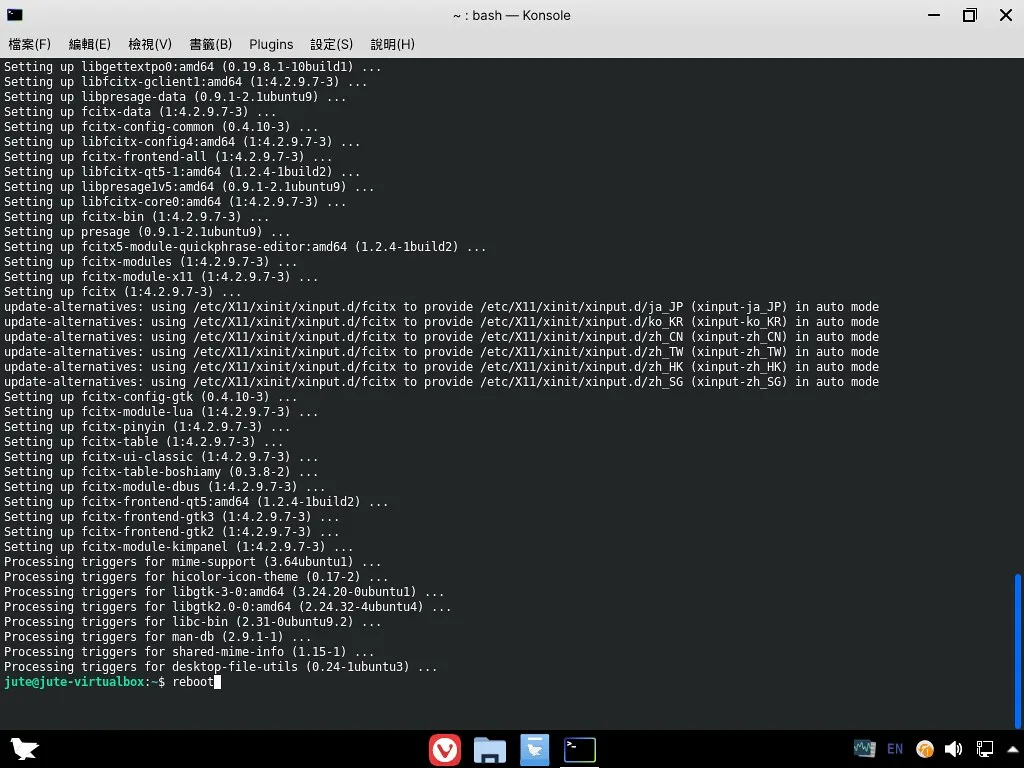 ~ : bash — Konsole
檔案(F) 編輯(E) 檢視(V) 書籤(B) Plugins 設定(S) 說明(H)
Setting up libgettextpo0:amd64 (0.19.8.1-10build1) ...
Setting up libfcitx-gclient1:amd64 (1:4.2.9.7-3) ...
Setting up libpresage-data (0.9.1-2.1ubuntu9) ...
Setting up fcitx-data (1:4.2.9.7-3) ...
Setting up fcitx-config-common (0.4.10-3) ...
Setting up libfcitx-config4:amd64 (1:4.2.9.7-3) ...
Setting up fcitx-frontend-all (1:4.2.9.7-3) ...
Setting up libfcitx-qt5-1:amd64 (1.2.4-1build2) ...
Setting up libpresage1v5:amd64 (0.9.1-2.1ubuntu9) ...
Setting up libfcitx-core0:amd64 (1:4.2.9.7-3) ...
Setting up fcitx-bin (1:4.2.9.7-3) ...
Setting up presage (0.9.1-2.1ubuntu9) ...
Setting up fcitx5-module-quickphrase-editor:amd64 (1.2.4-1build2) ...
Setting up fcitx-modules (1:4.2.9.7-3) ...
Setting up fcitx-module-x11 (1:4.2.9.7-3) ...
Setting up fcitx (1:4.2.9.7-3) ...
update-alternatives: using /etc/X11/xinit/xinput.d/fcitx to provide /etc/X11/xinit/xinput.d/ja_JP (xinput-ja_JP) in auto mode
update-alternatives: using /etc/X11/xinit/xinput.d/fcitx to provide /etc/X11/xinit/xinput.d/ko_KR (xinput-ko_KR) in auto mode
update-alternatives: using /etc/X11/xinit/xinput.d/fcitx to provide /etc/X11/xinit/xinput.d/zh_CN (xinput-zh_CN) in auto mode
update-alternatives: using /etc/X11/xinit/xinput.d/fcitx to provide /etc/X11/xinit/xinput.d/zh_TW (xinput-zh_TW) in auto mode
update-alternatives: using /etc/X11/xinit/xinput.d/fcitx to provide /etc/X11/xinit/xinput.d/zh_HK (xinput-zh_HK) in auto mode
update-alternatives: using /etc/X11/xinit/xinput.d/fcitx to provide /etc/X11/xinit/xinput.d/zh_SG (xinput-zh_SG) in auto mode
Setting up fcitx-config-gtk (0.4.10-3) ...
Setting up fcitx-module-lua (1:4.2.9.7-3) ...
Setting up fcitx-pinyin (1:4.2.9.7-3) ...
Setting up fcitx-table (1:4.2.9.7-3) ...
Setting up fcitx-ui-classic (1:4.2.9.7-3) ...
Setting up fcitx-table-boshiamy (0.3.8-2) ...
Setting up fcitx-module-dbus (1:4.2.9.7-3) ...
Setting up fcitx-frontend-qt5:amd64 (1.2.4-1build2) ...
Setting up fcitx-frontend-gtk3 (1:4.2.9.7-3) ...
Setting up fcitx-frontend-gtk2 (1:4.2.9.7-3) ...
Setting up fcitx-module-kimpanel (1:4.2.9.7-3) ...
Processing triggers for mime-support (3.64ubuntu1) ...
Processing triggers for hicolor-icon-theme (0.17-2) ...
Processing triggers for libgtk-3-0:amd64 (3.24.20-0ubuntu1) ...
Processing triggers for libgtk2.0-0:amd64 (2.24.32-4ubuntu4) ...
Processing triggers for libc-bin (2.31-0ubuntu9.2) ...
Processing triggers for man-db (2.9.1-1) ...
Processing triggers for shared-mime-info (1.15-1) ...
Processing triggers for desktop-file-utils (0.24-1ubuntu3) ...
jute@jute-virtualbox:~$ reboot
EN